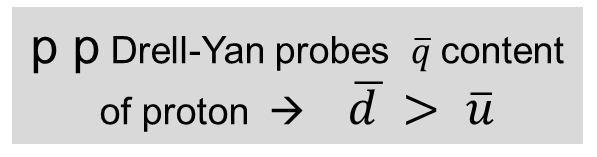 p p Drell-Yan probes q̅ content
of proton → d̅ > u̅